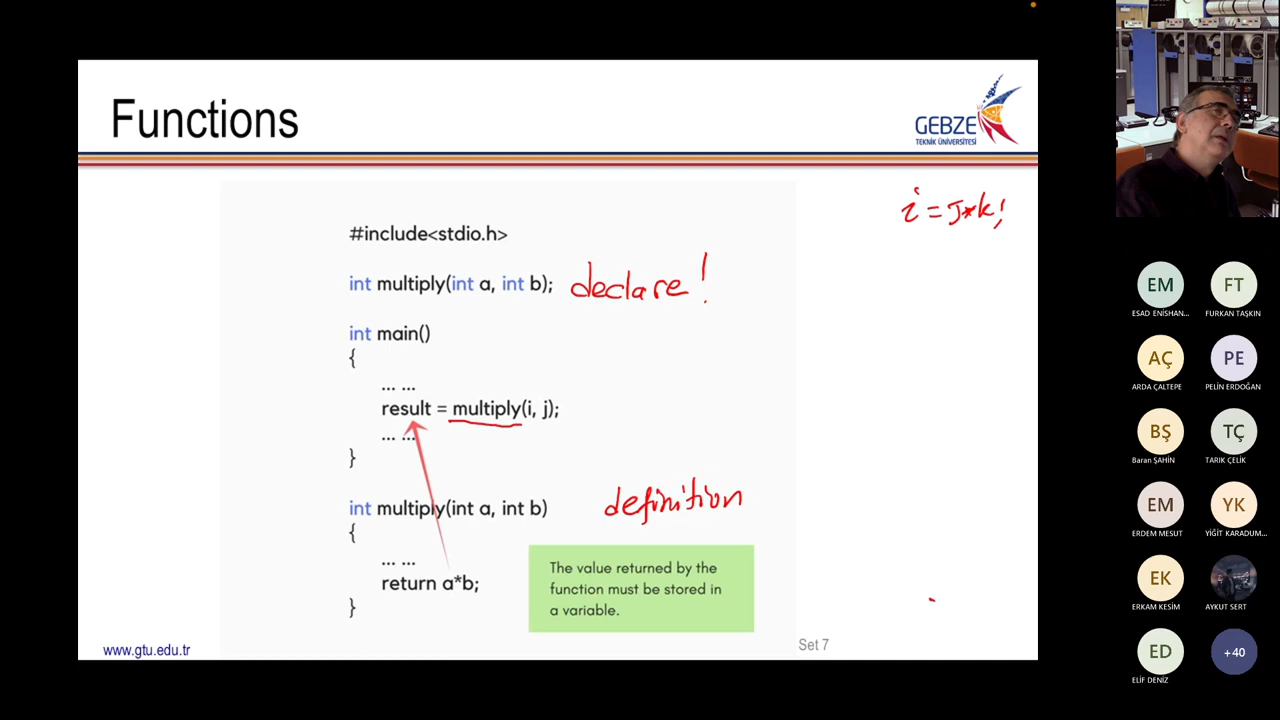 Functions
GEBZE
TEKNİK ÜNİVERSİTESİ
i = J*k;
#include<stdio.h>
int multiply(int a, int b); declare!
int main()
{
... ...
result = multiply(i, j);
... ...
}
int multiply(int a, int b) definition
{
... ...
return a*b;
}
The value returned by the
function must be stored in
a variable.
www.gtu.edu.tr
Set 7
EM FT
ESAD ENİSHAN... FURKAN TAŞKIN
AÇ PE
ARDA ÇALTEPE PELİN ERDOĞAN
BŞ TÇ
Baran ŞAHİN TARIK ÇELİK
EM YK
ERDEM MESUT YİĞİT KARADUM...
EK
ERKAM KESİM AYKUT SERT
ED +40
ELİF DENİZ